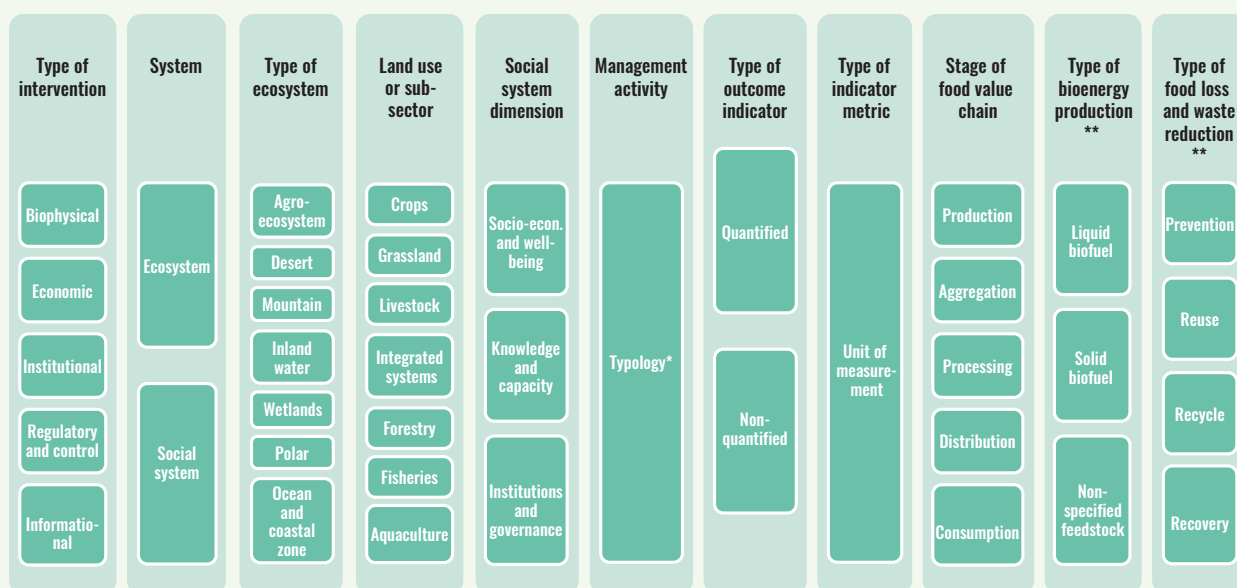 Type of
intervention
Biophysical
Economic
Institutional
Regulatory
and control
Informatio-
nal
System
Ecosystem
Social
system
Type of
ecosystem
Agro-
ecosystem
Desert
Mountain
Inland
water
Wetlands
Polar
Ocean
and
coastal
zone
Land use
or sub-
sector
Crops
Grassland
Livestock
Integrated
systems
Forestry
Fisheries
Aquaculture
Social
system
dimension
Socio-econ.
and well-
being
Knowledge
and
capacity
Institutions
and
governance
Management
activity
Typology*
Type of
outcome
indicator
Quantified
Non-
quantified
Type of
indicator
metric
Unit of
measure-
ment
Stage of
food value
chain
Production
Aggregation
Processing
Distribution
Consumption
Type of
bioenergy
production
**
Liquid
biofuel
Solid
biofuel
Non-
specified
feedstock
Type of
food loss
and waste
reduction
**
Prevention
Reuse
Recycle
Recovery